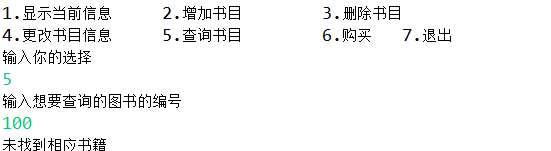 1.显示当前信息 2.增加书目 3.删除书目
4.更改书目信息 5.查询书目 6.购买 7.退出
输入你的选择
5
输入想要查询的图书的编号
100
未找到相应书籍